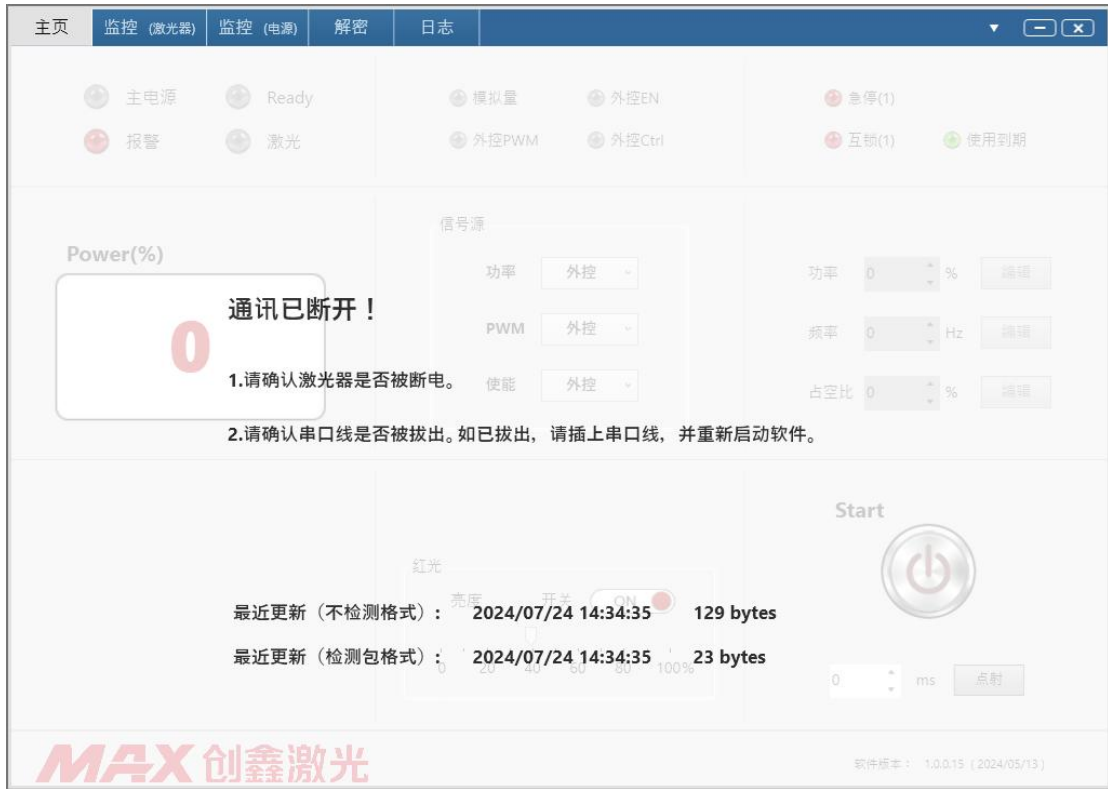 主页 监控 (激光器) 监控 (电源) 解密 日志
主电源 Ready 模拟量 外控EN 急停(1)
报警 激光 外控PWM 外控Ctrl 互锁(1) 使用到期
信号源
Power(%)
功率 外控 功率 0 % 编辑
通讯已断开！
0
PWM 外控 频率 0 Hz 编辑
1.请确认激光器是否被断电。
使能 外控 占空比 0 % 编辑
2.请确认串口线是否被拔出。如已拔出，请插上串口线，并重新启动软件。
Start
红光
亮度 开关 ON
最近更新（不检测格式）： 2024/07/24 14:34:35 129 bytes
最近更新（检测包格式）： 2024/07/24 14:34:35 23 bytes
0 20 40 60 80 100%
0 ms 点射
MAX 创鑫激光
软件版本： 1.0.0.15 ( 2024/05/13 )